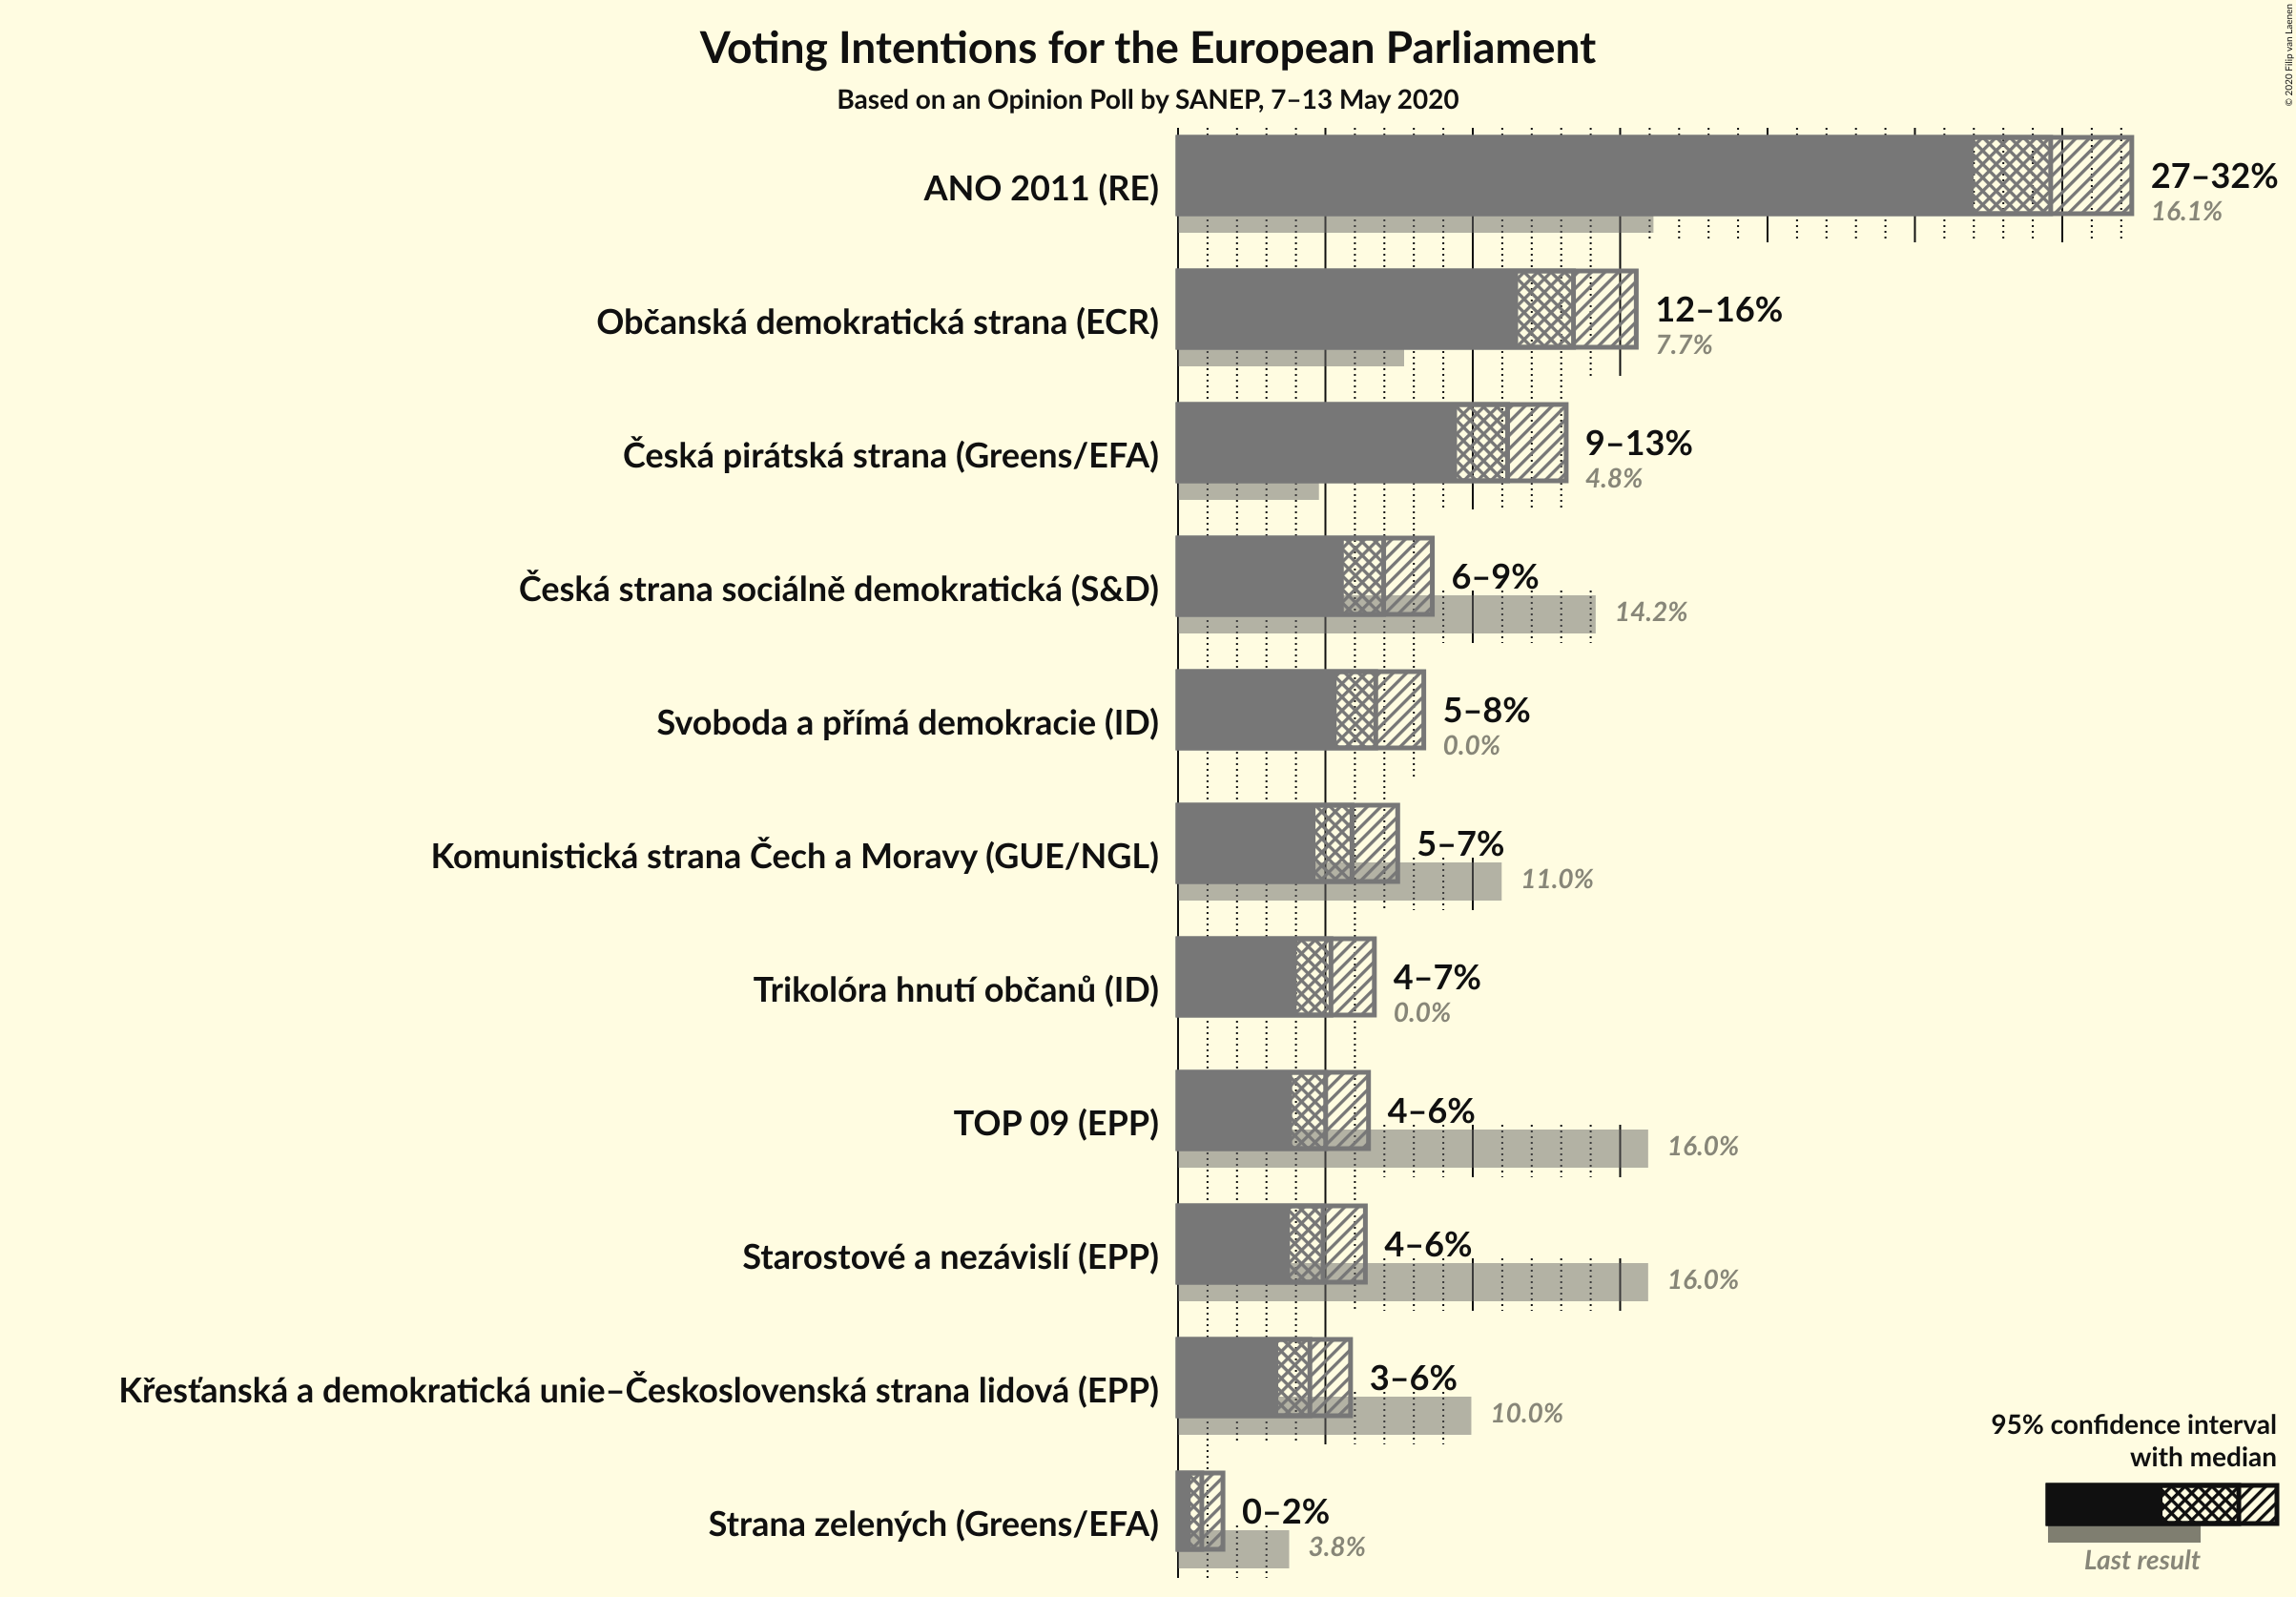 Voting Intentions for the European Parliament
Based on an Opinion Poll by SANEP, 7–13 May 2020
© 2020 Filip van Laenen
ANO 2011 (RE)
27–32%
16.1%
Občanská demokratická strana (ECR)
12–16%
7.7%
Česká pirátská strana (Greens/EFA)
9–13%
4.8%
Česká strana sociálně demokratická (S&D)
6–9%
14.2%
Svoboda a přímá demokracie (ID)
5–8%
0.0%
Komunistická strana Čech a Moravy (GUE/NGL)
5–7%
11.0%
Trikolóra hnutí občanů (ID)
4–7%
0.0%
TOP 09 (EPP)
4–6%
16.0%
Starostové a nezávislí (EPP)
4–6%
16.0%
Křesťanská a demokratická unie–Československá strana lidová (EPP)
3–6%
10.0%
Strana zelených (Greens/EFA)
0–2%
3.8%
95% confidence interval
with median
Last result